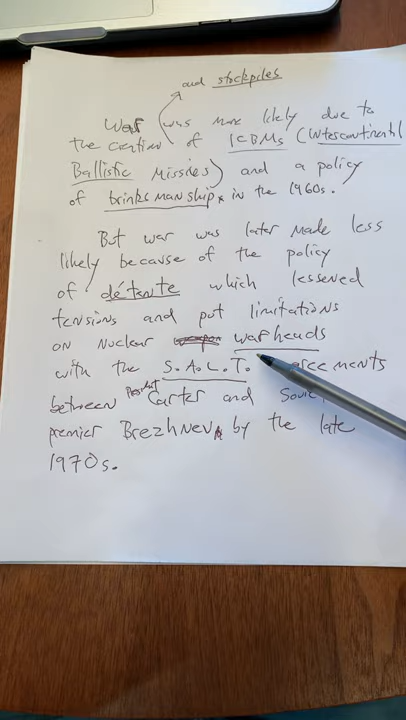 and stockpiles
War was more likely due to
the creation of ICBMs (Intercontinental
Ballistic Missiles) and a policy
of brinksmanship in the 1960s.
But war was later made less
likely because of the policy
of détente which lessened
tensions and put limitations
on nuclear weapon warheads
with the S.A.L.T.
President
between Carter and
premier Brezhnev by the late
1970s.